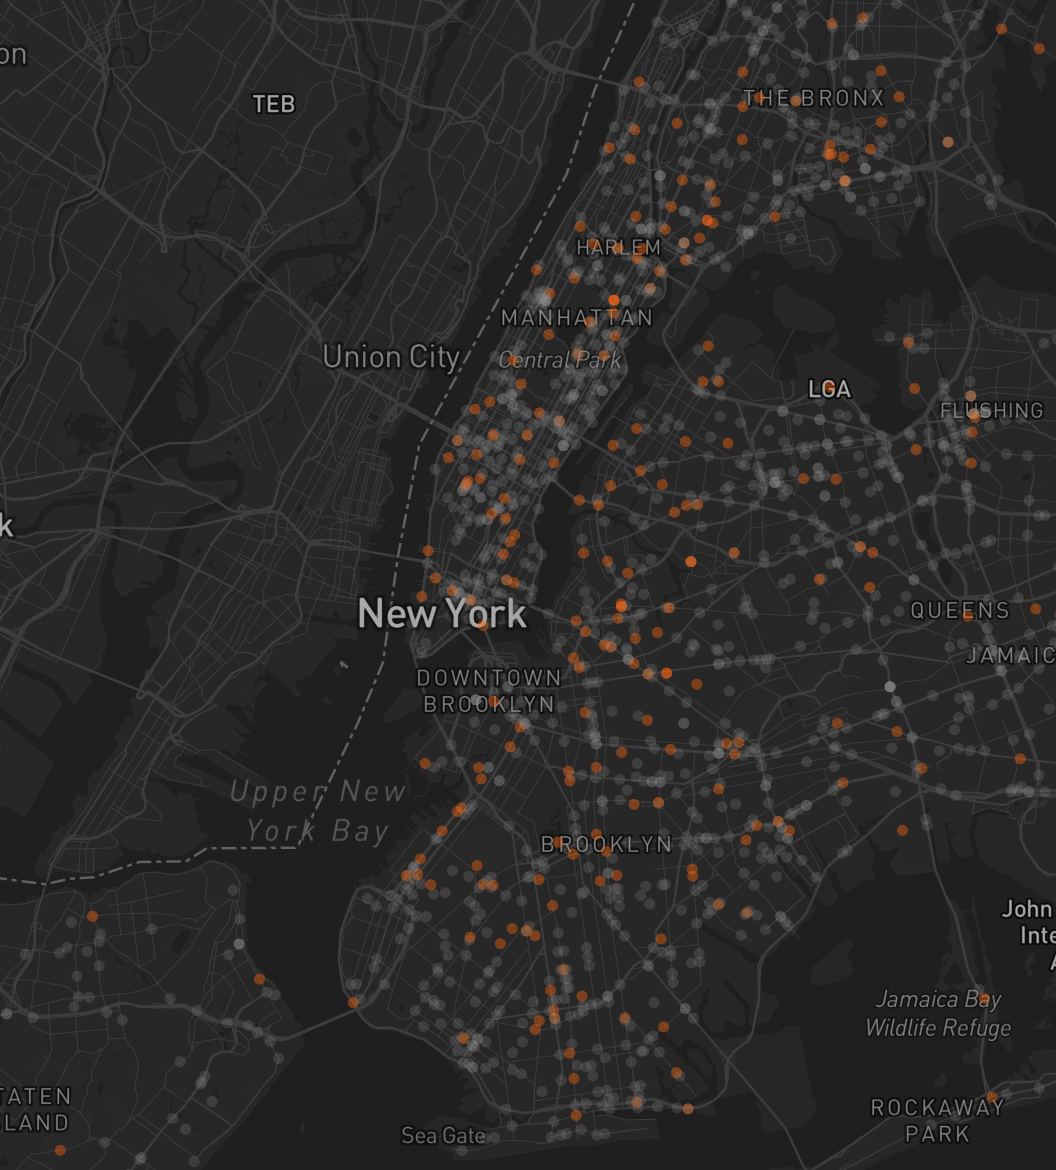 on
TEB
THE BRONX
HARLEM
MANHATTAN
Union City
Central Park
LGA
FLUSHING
k
New York
QUEENS
JAMAIC
DOWNTOWN
BROOKLYN
Upper New
York Bay
BROOKLYN
John
Inte
A
Jamaica Bay
Wildlife Refuge
TATEN
LAND
ROCKAWAY
PARK
Sea Gate